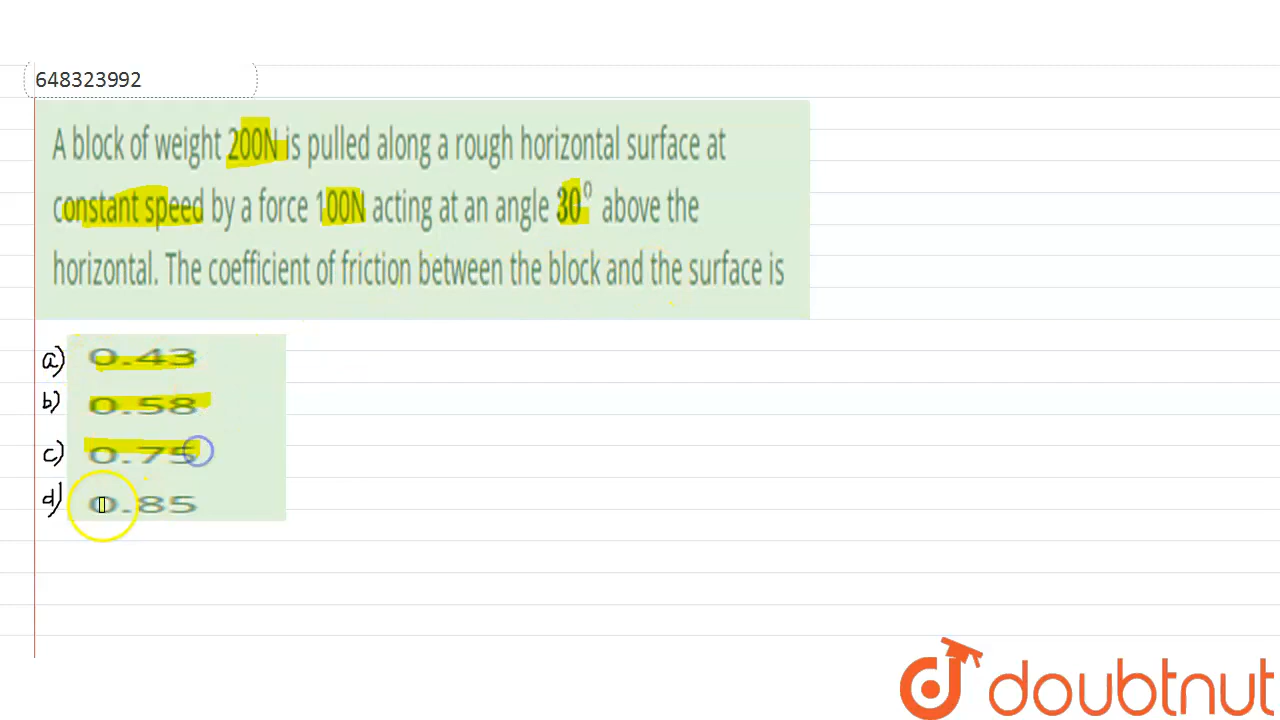 648323992
A block of weight 200N is pulled along a rough horizontal surface at
constant speed by a force 100N acting at an angle 30° above the
horizontal. The coefficient of friction between the block and the surface is
a) 0.43
b) 0.58
c) 0.75
d) 0.85
doubtnut